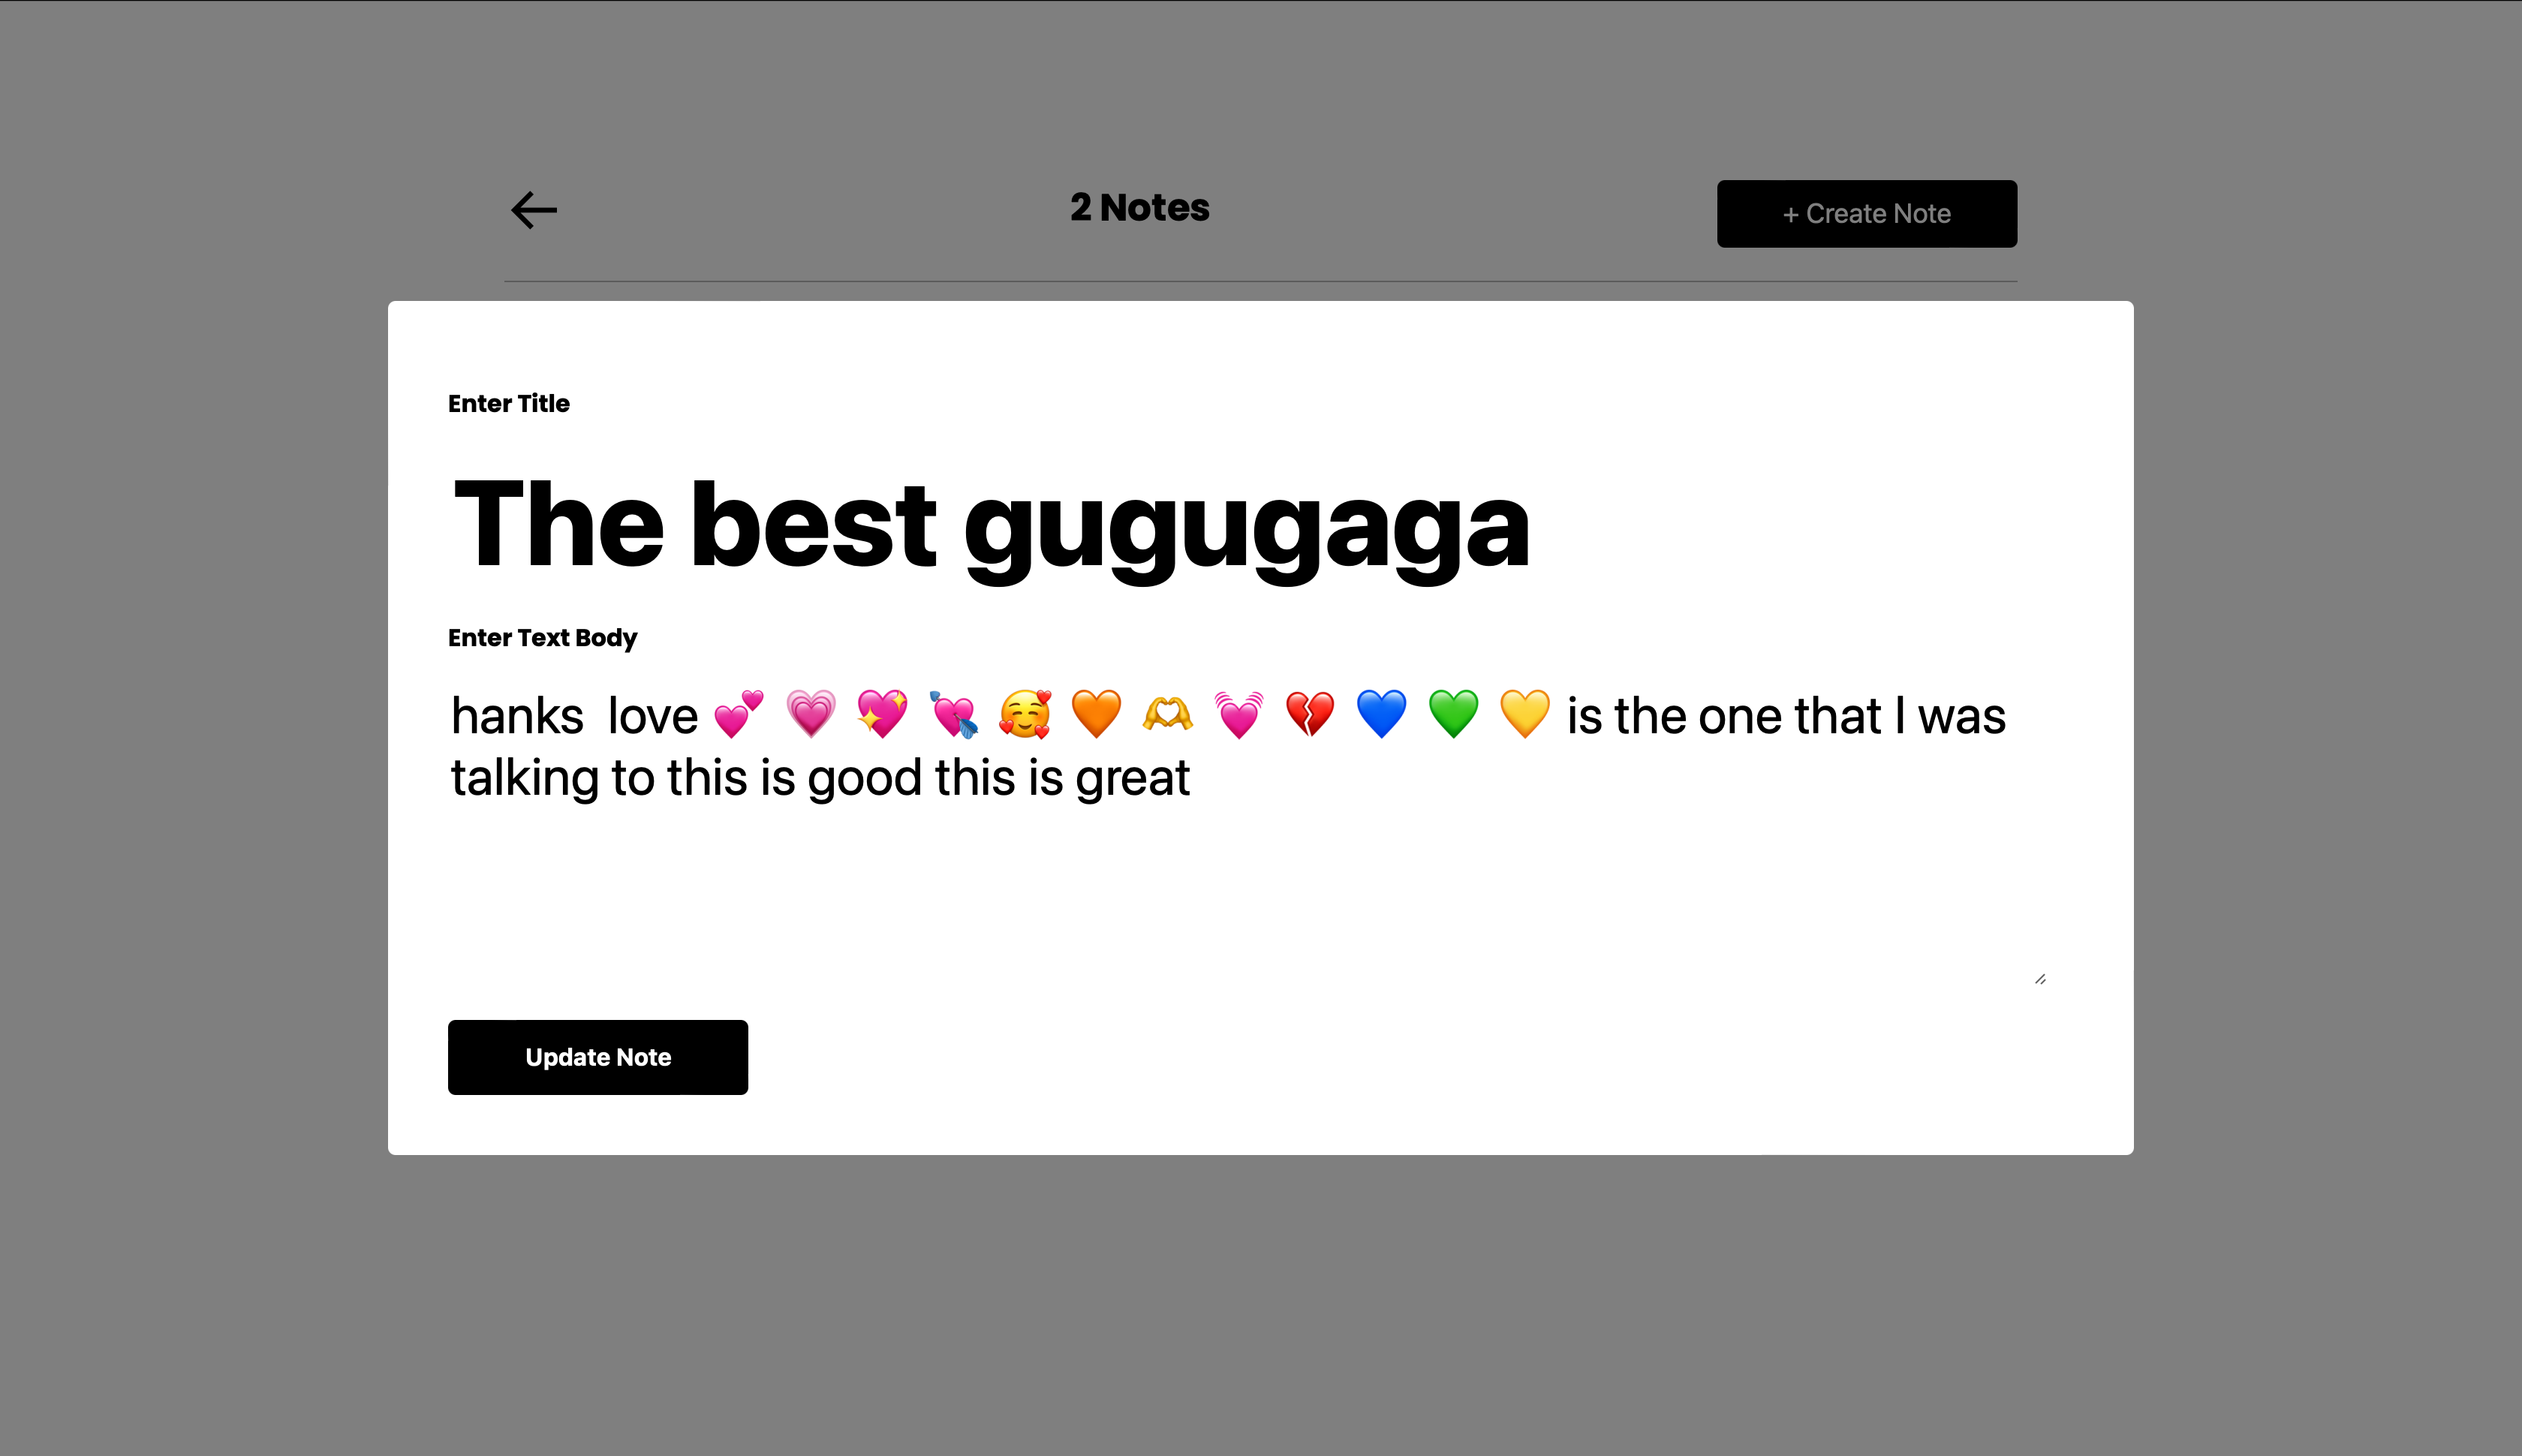 2 Notes
+ Create Note
Enter Title
The best gugugaga
Enter Text Body
hanks  love 💕 💗 💖 💘 🥰 🧡 🫶 💓 💔 💙 💚 💛 is the one that I was
talking to this is good this is great
Update Note